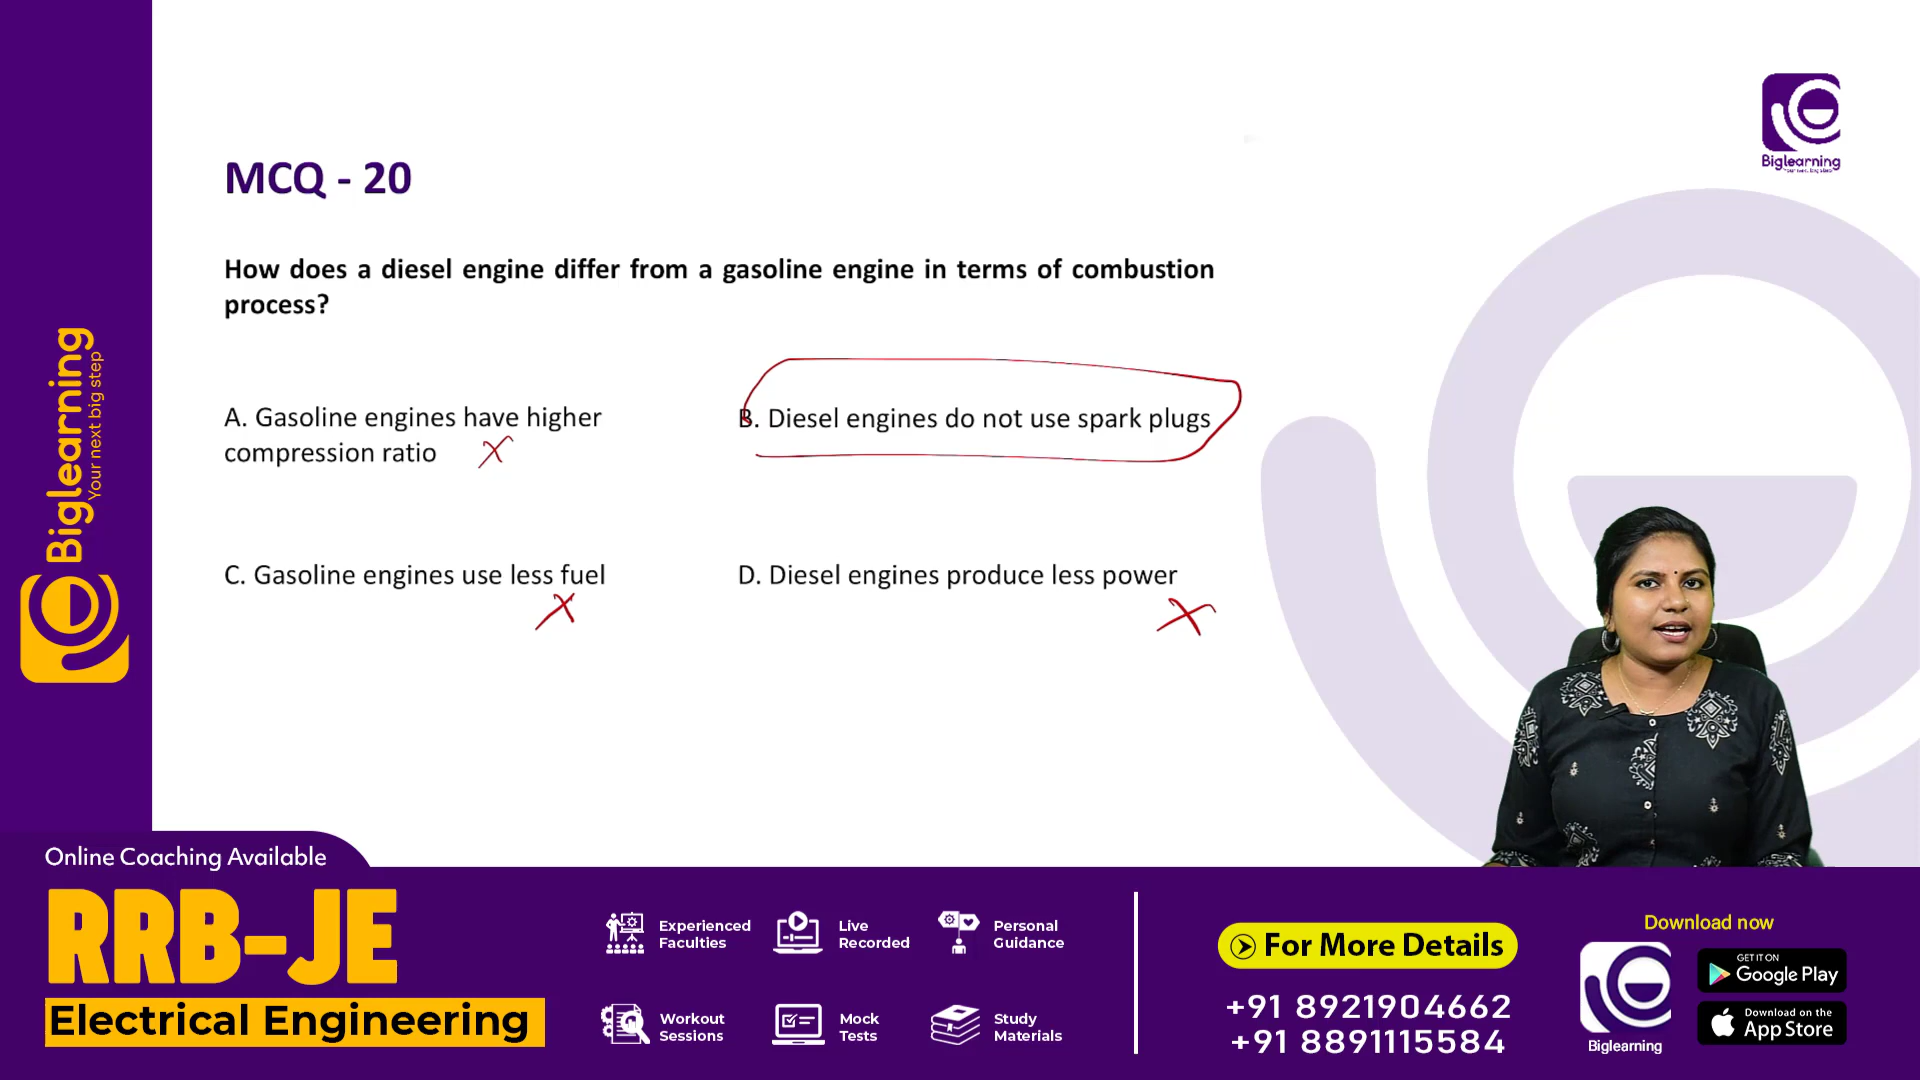 Biglearning
Your next big step
MCQ - 20
How does a diesel engine differ from a gasoline engine in terms of combustion
process?
A. Gasoline engines have higher
compression ratio
B. Diesel engines do not use spark plugs
C. Gasoline engines use less fuel
D. Diesel engines produce less power
Biglearning
Your next big step
Online Coaching Available
RRB-JE
Electrical Engineering
Experienced
Faculties
Live
Recorded
Personal
Guidance
Workout
Sessions
Mock
Tests
Study
Materials
For More Details
+91 8921904662
+91 8891115584
Download now
Biglearning
GET IT ON
Google Play
Download on the
App Store